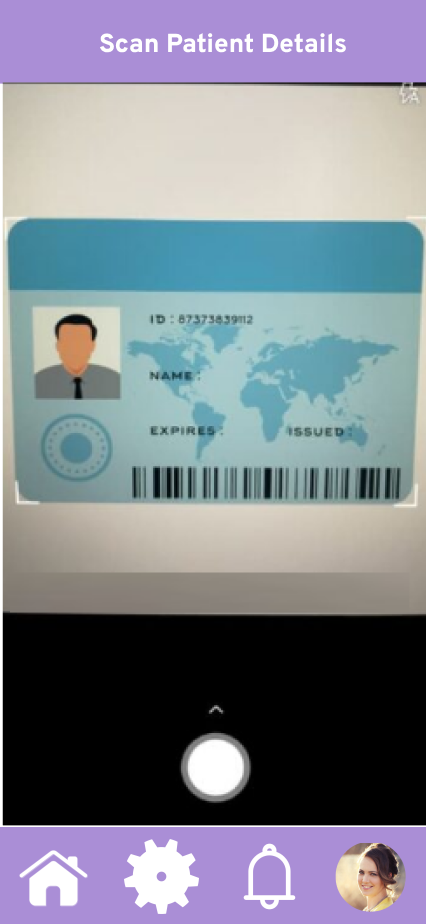 Scan Patient Details
ID : 87373839112
NAME :
EXPIRES :
ISSUED :